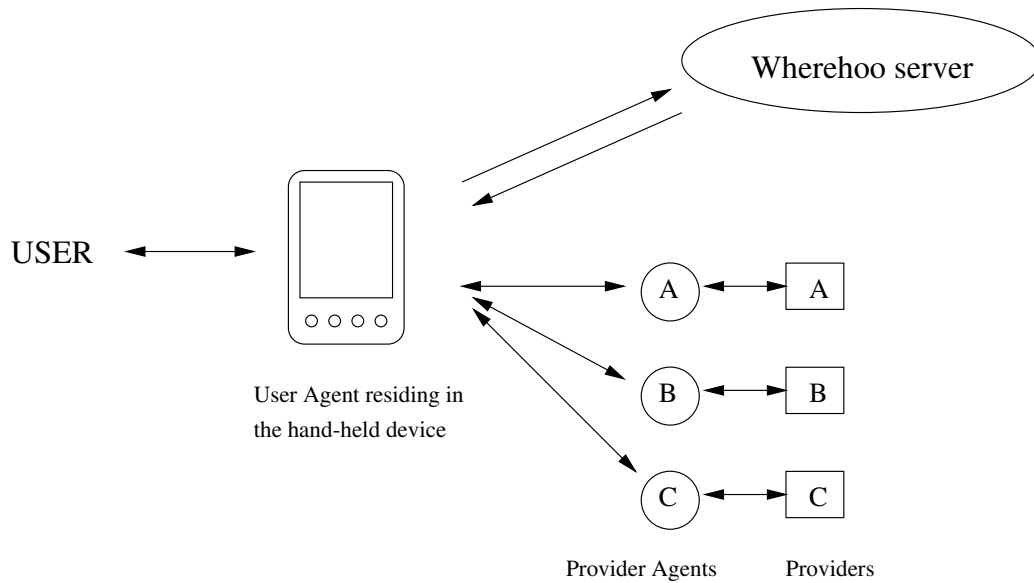 Wherehoo server
USER
A A
B B
User Agent residing in
the hand-held device
C C
Provider Agents Providers